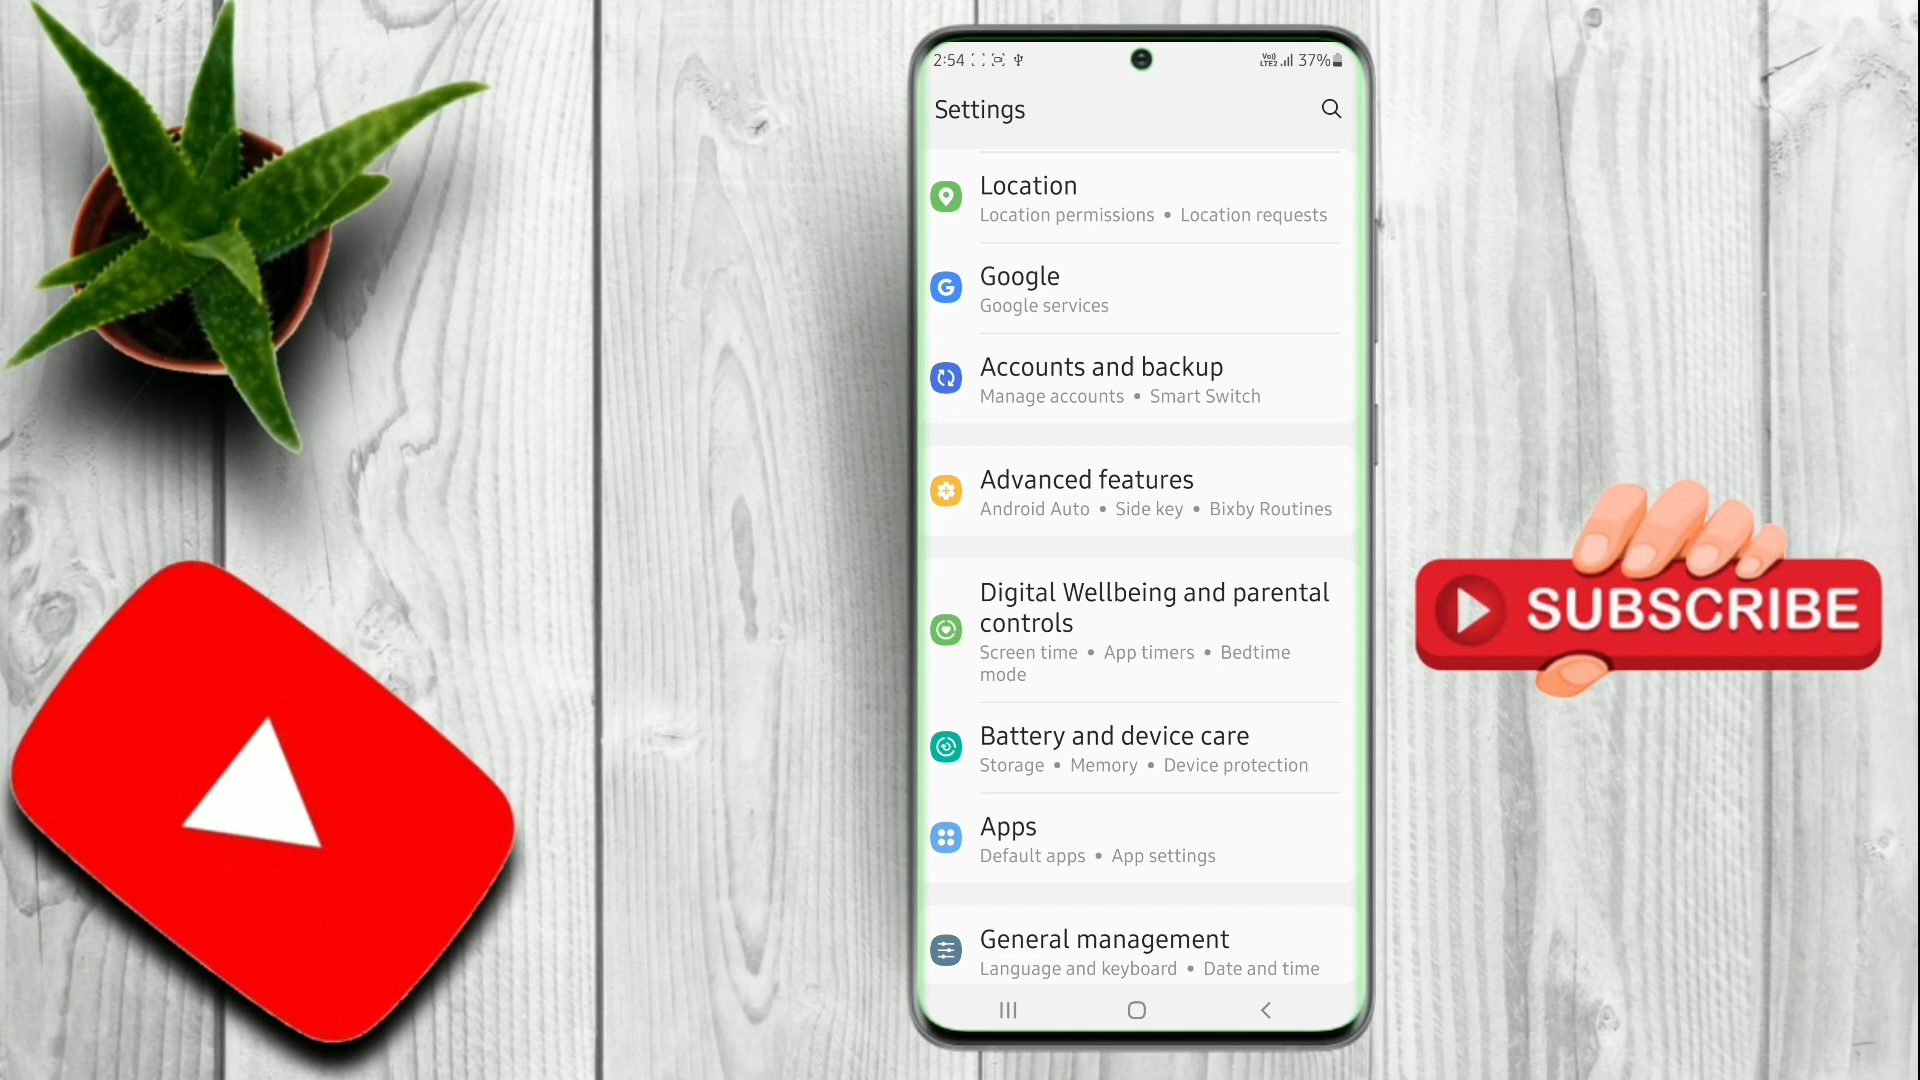 2:54
VoI) LTE2 37%
Settings
Location
Location permissions • Location requests
Google
Google services
Accounts and backup
Manage accounts • Smart Switch
Advanced features
Android Auto • Side key • Bixby Routines
Digital Wellbeing and parental
controls
Screen time • App timers • Bedtime
mode
Battery and device care
Storage • Memory • Device protection
Apps
Default apps • App settings
General management
Language and keyboard • Date and time
SUBSCRIBE